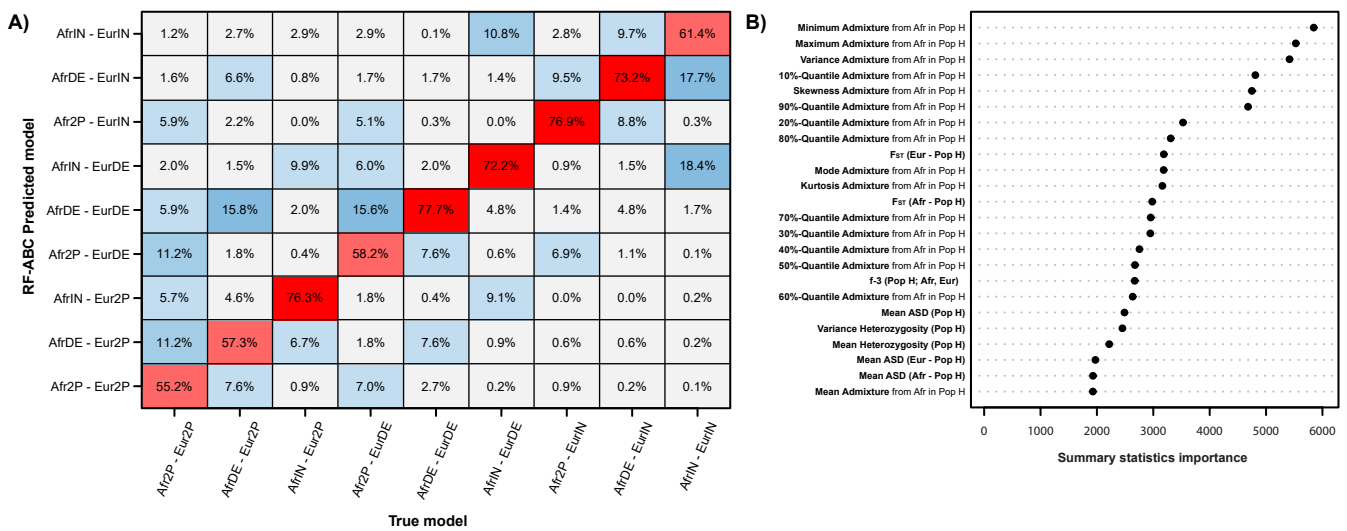 A)
RF-ABC Predicted model
AfrIN - EurIN 1.2% 2.7% 2.9% 2.9% 0.1% 10.8% 2.8% 9.7% 61.4%
AfrDE - EurIN 1.6% 6.6% 0.8% 1.7% 1.7% 1.4% 9.5% 73.2% 17.7%
Afr2P - EurIN 5.9% 2.2% 0.0% 5.1% 0.3% 0.0% 76.9% 8.8% 0.3%
AfrIN - EurDE 2.0% 1.5% 9.9% 6.0% 2.0% 72.2% 0.9% 1.5% 18.4%
AfrDE - EurDE 5.9% 15.8% 2.0% 15.6% 77.7% 4.8% 1.4% 4.8% 1.7%
Afr2P - EurDE 11.2% 1.8% 0.4% 58.2% 7.6% 0.6% 6.9% 1.1% 0.1%
AfrIN - Eur2P 5.7% 4.6% 76.3% 1.8% 0.4% 9.1% 0.0% 0.0% 0.2%
AfrDE - Eur2P 11.2% 57.3% 6.7% 1.8% 7.6% 0.9% 0.6% 0.6% 0.2%
Afr2P - Eur2P 55.2% 7.6% 0.9% 7.0% 2.7% 0.2% 0.9% 0.2% 0.1%
Afr2P - Eur2P
AfrDE - Eur2P
AfrIN - Eur2P
Afr2P - EurDE
AfrDE - EurDE
AfrIN - EurDE
Afr2P - EurIN
AfrDE - EurIN
AfrIN - EurIN
True model
B)
Minimum Admixture from Afr in Pop H
Maximum Admixture from Afr in Pop H
Variance Admixture from Afr in Pop H
10%-Quantile Admixture from Afr in Pop H
Skewness Admixture from Afr in Pop H
90%-Quantile Admixture from Afr in Pop H
20%-Quantile Admixture from Afr in Pop H
80%-Quantile Admixture from Afr in Pop H
FST (Eur - Pop H)
Mode Admixture from Afr in Pop H
Kurtosis Admixture from Afr in Pop H
FST (Afr - Pop H)
70%-Quantile Admixture from Afr in Pop H
30%-Quantile Admixture from Afr in Pop H
40%-Quantile Admixture from Afr in Pop H
50%-Quantile Admixture from Afr in Pop H
f-3 (Pop H; Afr, Eur)
60%-Quantile Admixture from Afr in Pop H
Mean ASD (Pop H)
Variance Heterozygosity (Pop H)
Mean Heterozygosity (Pop H)
Mean ASD (Eur - Pop H)
Mean ASD (Afr - Pop H)
Mean Admixture from Afr in Pop H
0 1000 2000 3000 4000 5000 6000
Summary statistics importance